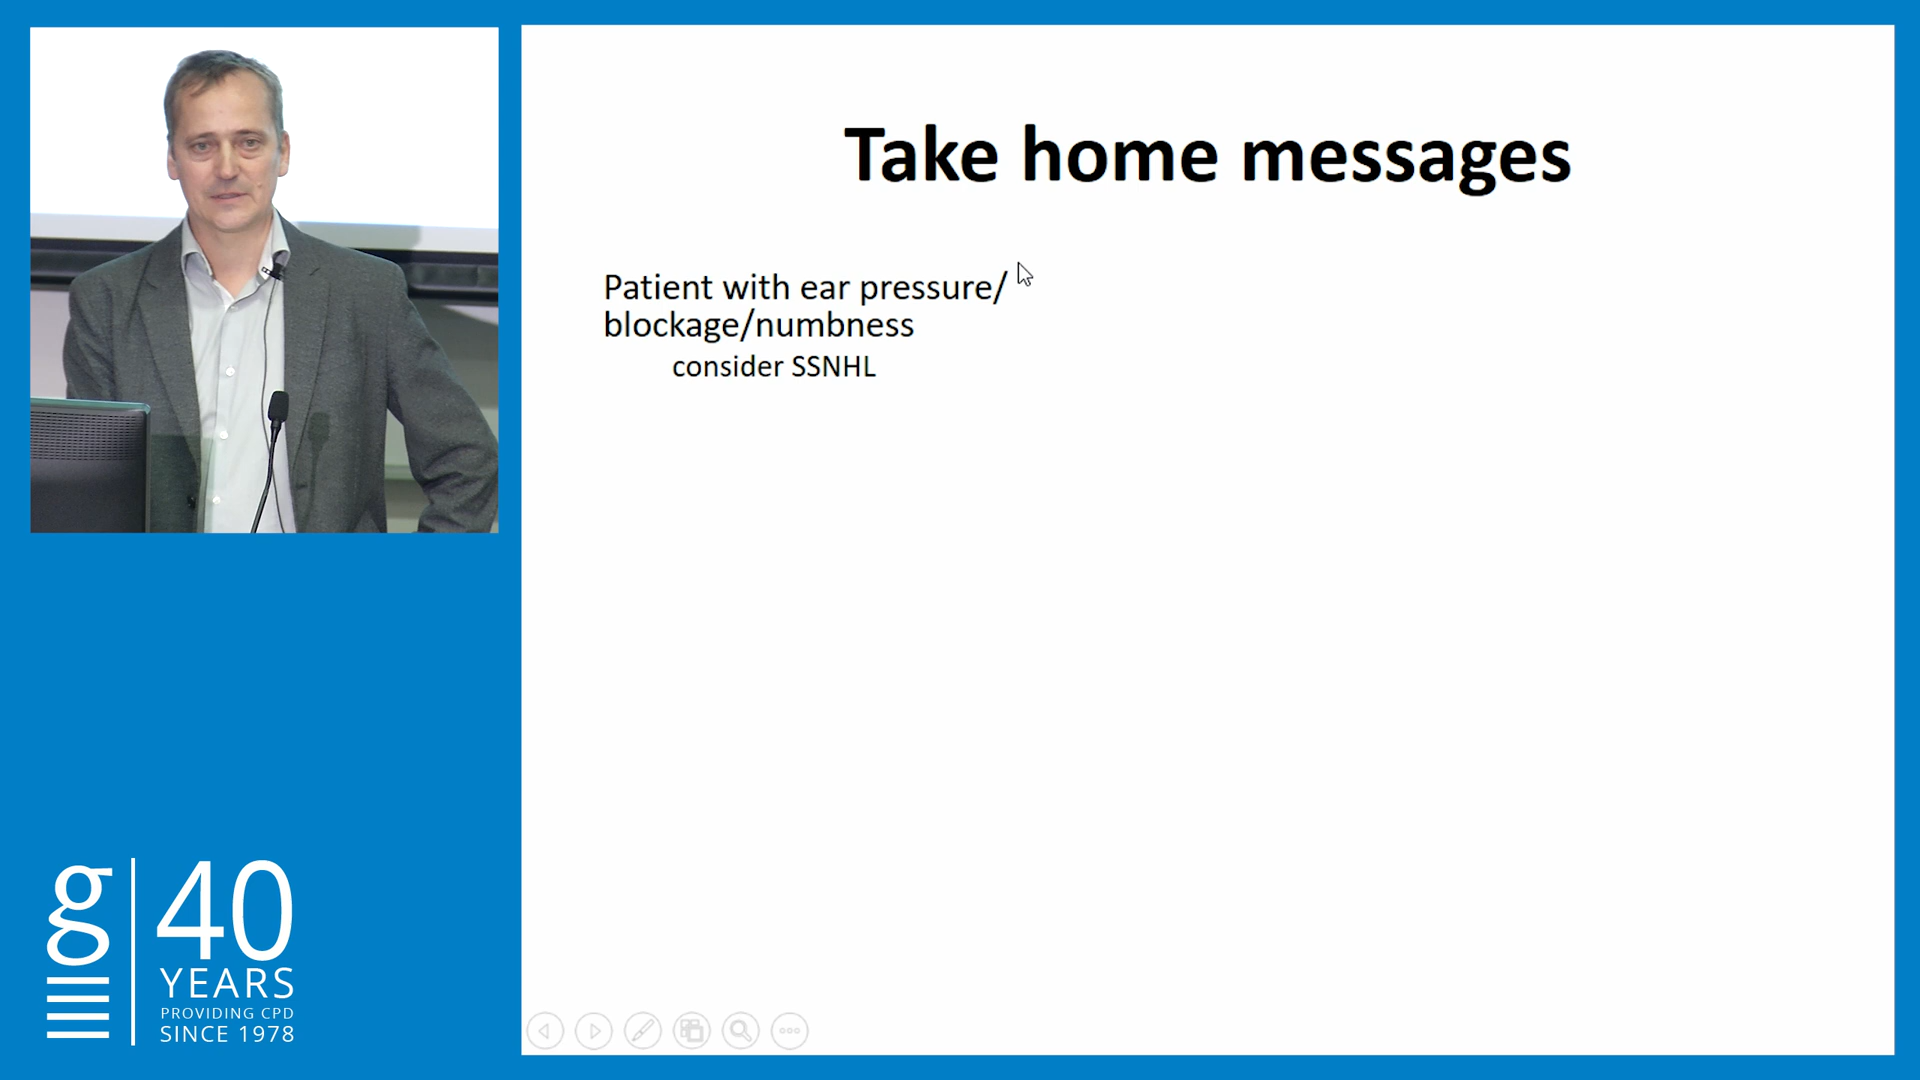 Take home messages
Patient with ear pressure/
blockage/numbness
consider SSNHL
g
40
YEARS
PROVIDING CPD
SINCE 1978